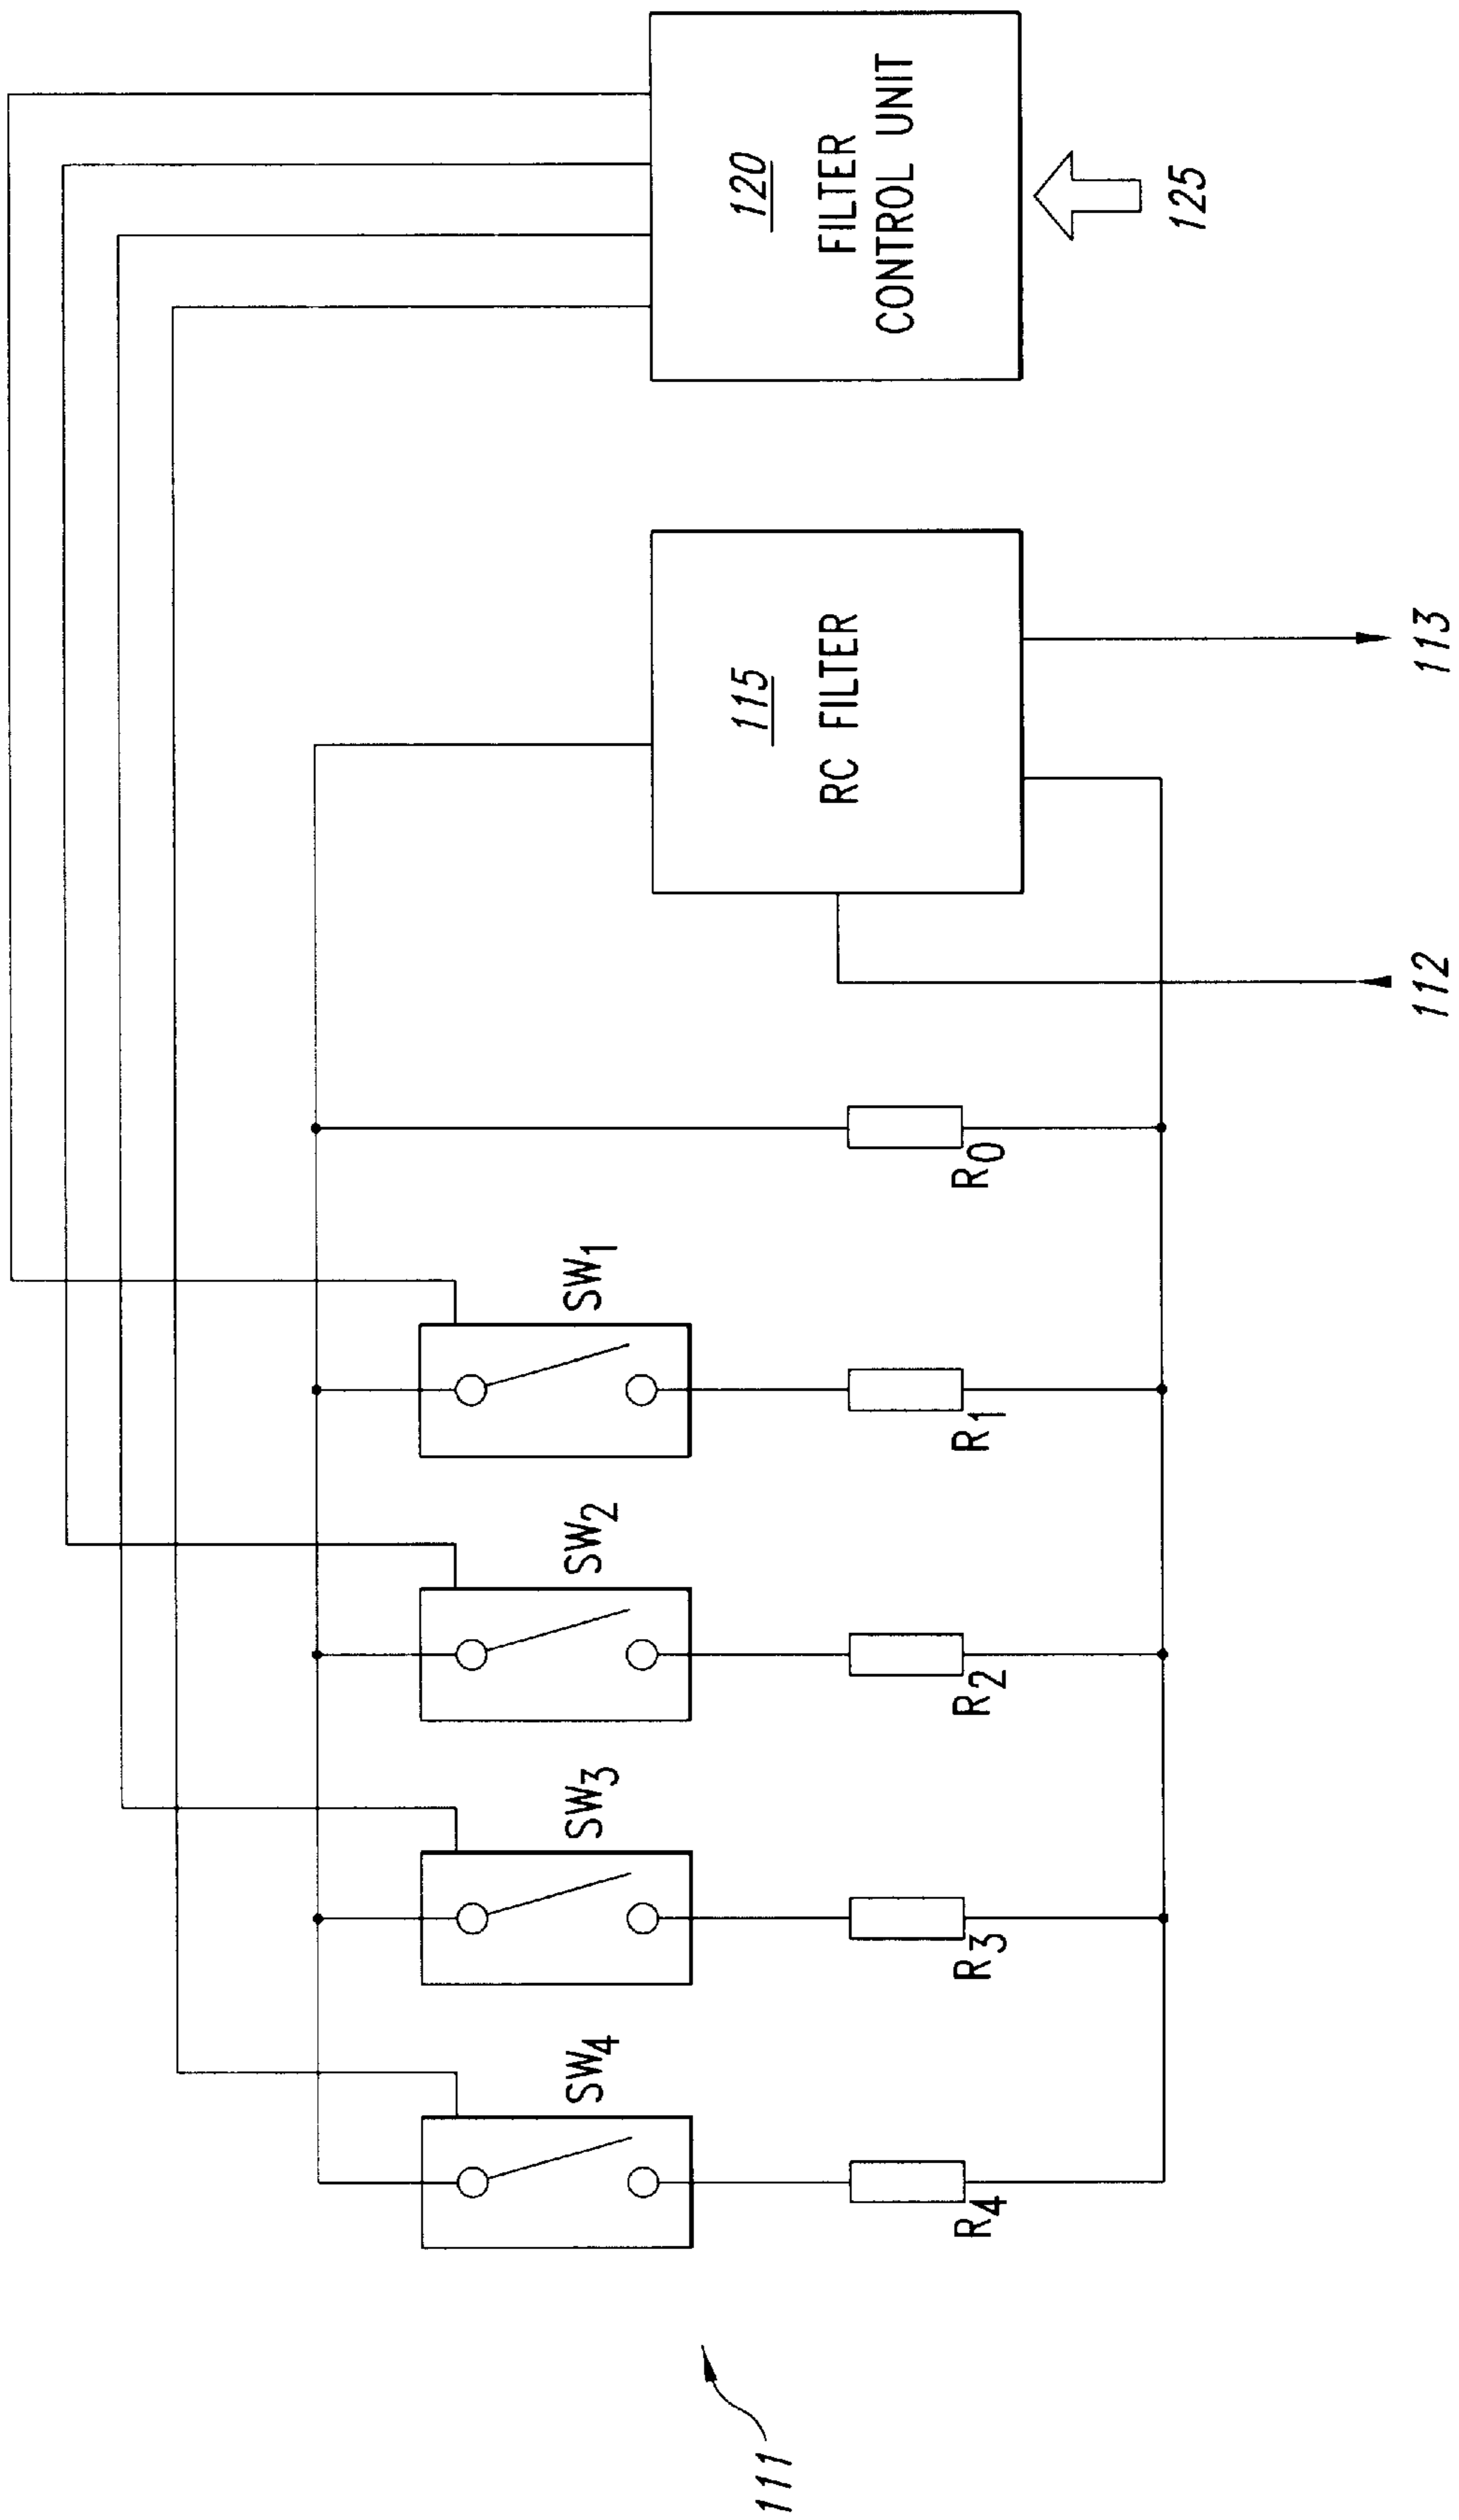 111
SW4
SW3
SW2
SW1
R4
R3
R2
R1
R0
115
RC FILTER
120
FILTER
CONTROL UNIT
125
112
113